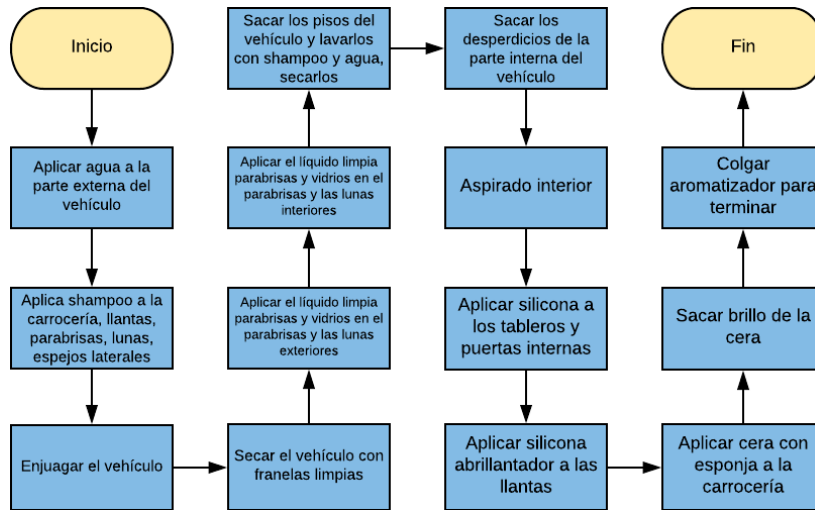 Inicio
Aplicar agua a la
parte externa del
vehículo
Aplica shampoo a la
carrocería, llantas,
parabrisas, lunas,
espejos laterales
Enjuagar el vehículo
Secar el vehículo con
franelas limpias
Aplicar el líquido limpia
parabrisas y vidrios en el
parabrisas y las lunas
exteriores
Aplicar el líquido limpia
parabrisas y vidrios en el
parabrisas y las lunas
interiores
Sacar los pisos del
vehículo y lavarlos
con shampoo y agua,
secarlos
Sacar los
desperdicios de la
parte interna del
vehículo
Aspirado interior
Aplicar silicona a
los tableros y
puertas internas
Aplicar silicona
abrillantador a las
llantas
Aplicar cera con
esponja a la
carrocería
Sacar brillo de la
cera
Colgar
aromatizador para
terminar
Fin